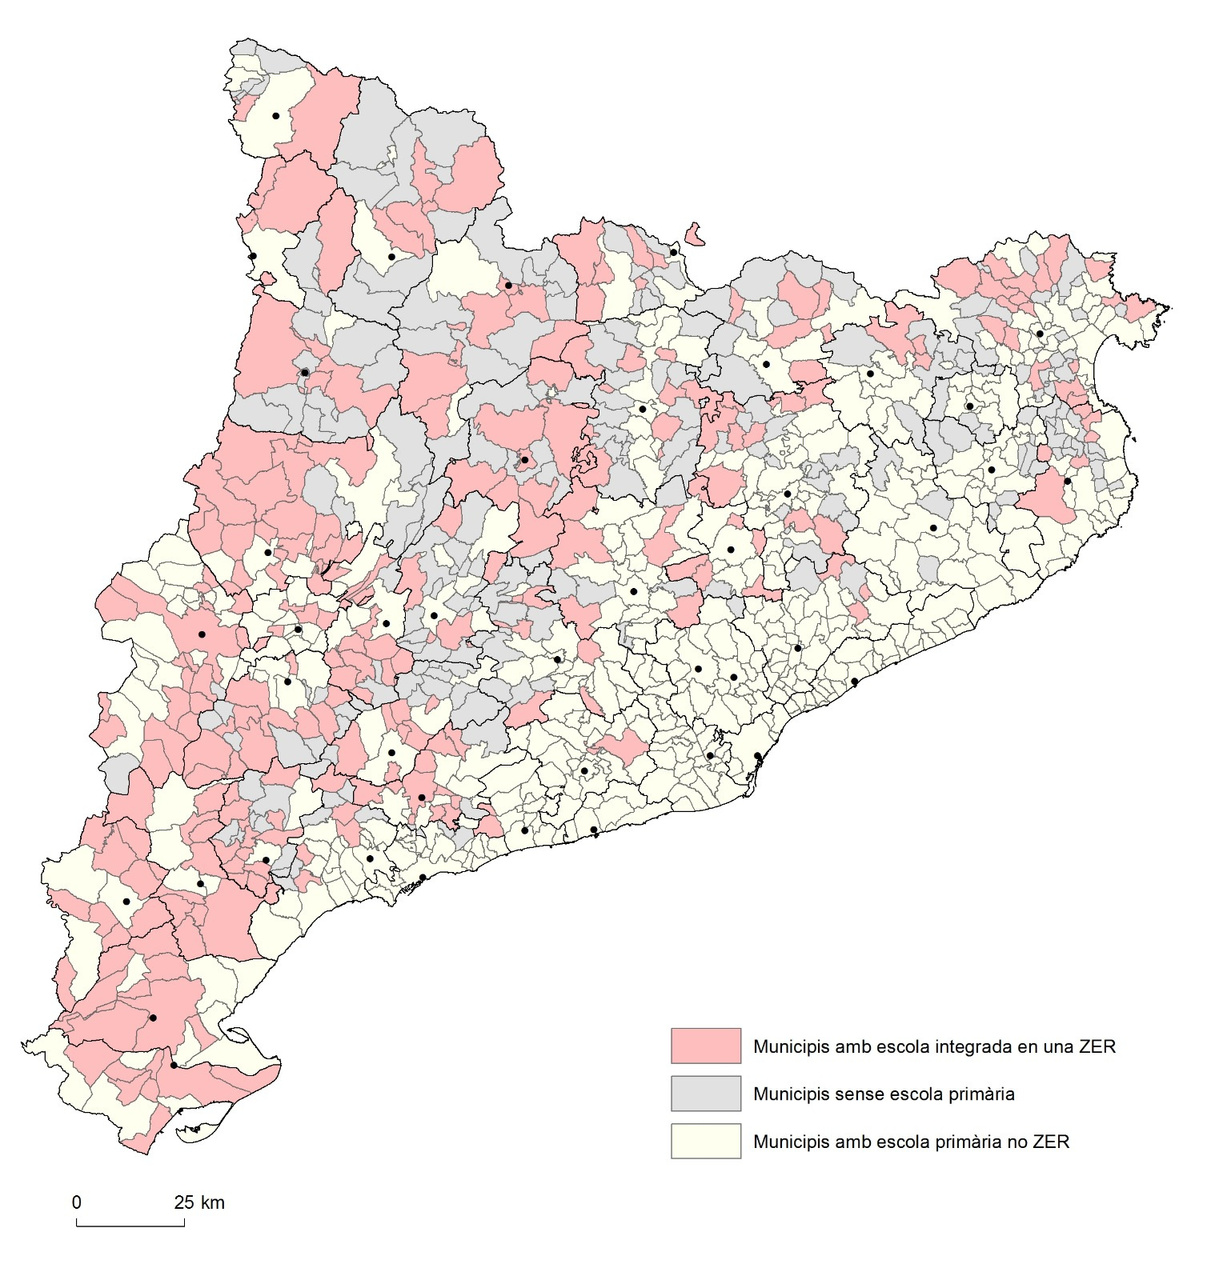 Municipis amb escola integrada en una ZER
Municipis sense escola primària
Municipis amb escola primària no ZER
0 25 km